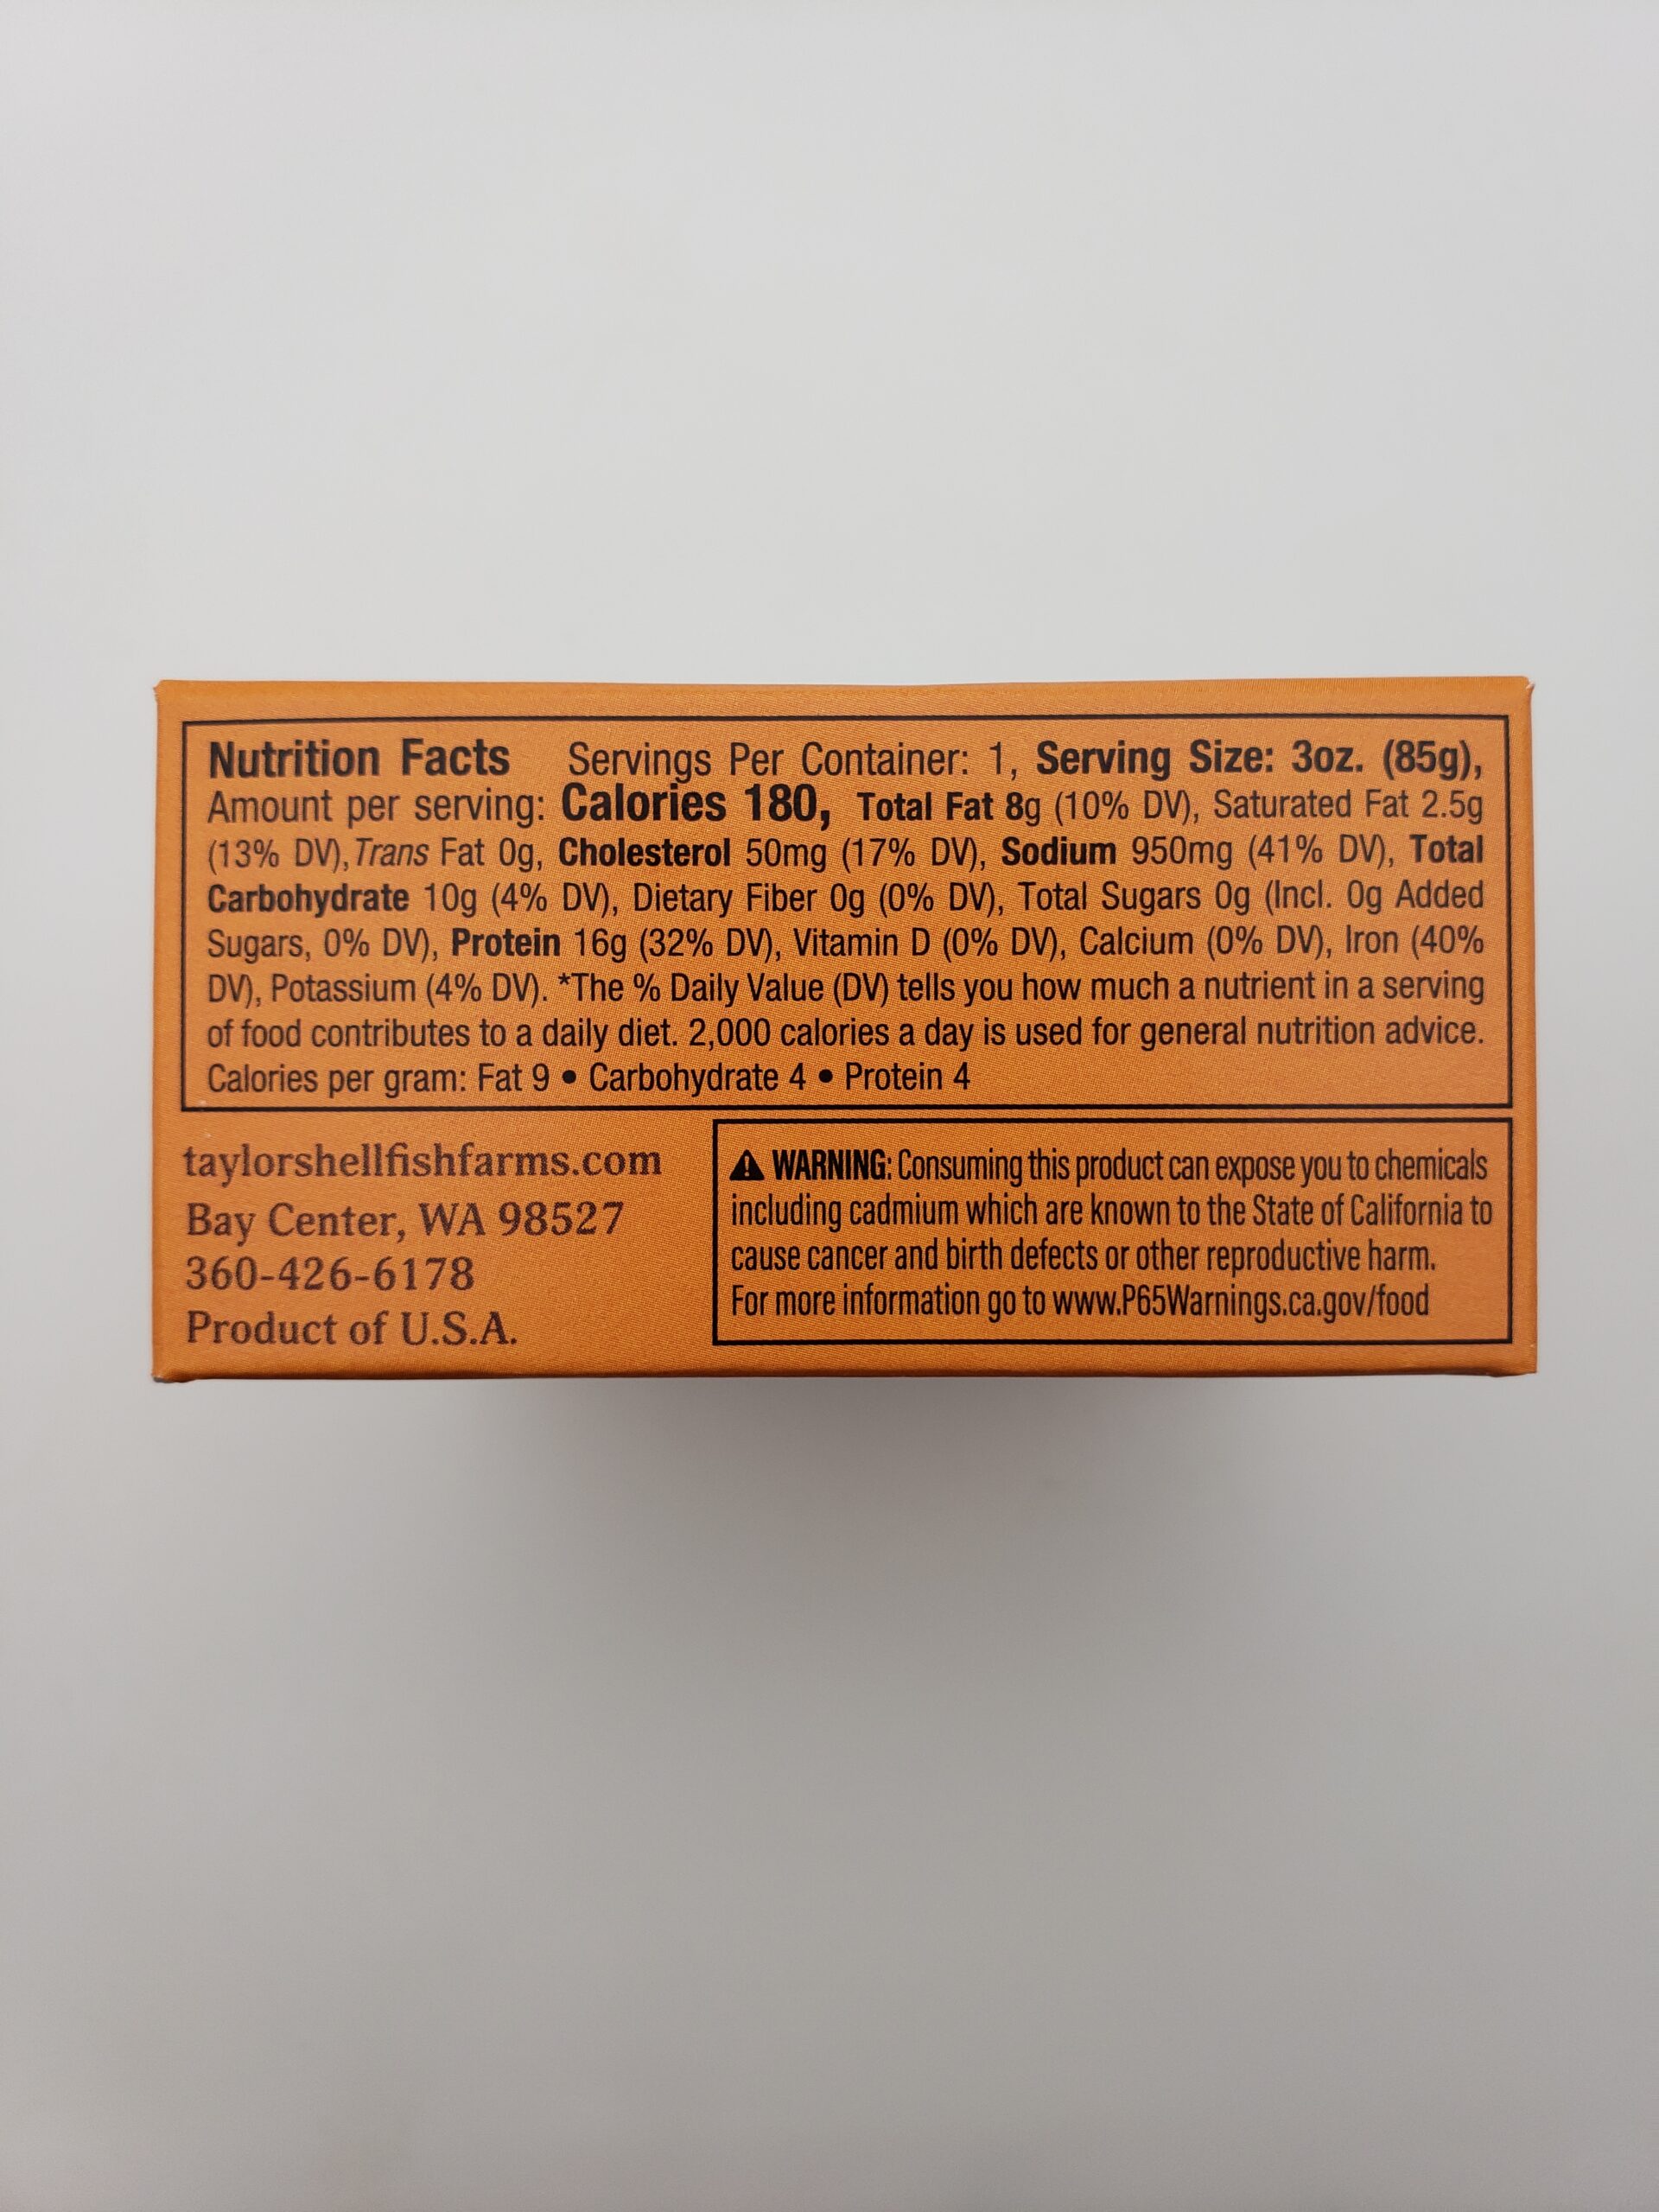 Nutrition Facts Servings Per Container: 1, Serving Size: 3oz. (85g),
Amount per serving: Calories 180, Total Fat 8g (10% DV), Saturated Fat 2.5g
(13% DV), Trans Fat 0g, Cholesterol 50mg (17% DV), Sodium 950mg (41% DV), Total
Carbohydrate 10g (4% DV), Dietary Fiber 0g (0% DV), Total Sugars 0g (Incl. 0g Added
Sugars, 0% DV), Protein 16g (32% DV), Vitamin D (0% DV), Calcium (0% DV), Iron (40%
DV), Potassium (4% DV). *The % Daily Value (DV) tells you how much a nutrient in a serving
of food contributes to a daily diet. 2,000 calories a day is used for general nutrition advice.
Calories per gram: Fat 9 • Carbohydrate 4 • Protein 4
taylorshellfishfarms.com
Bay Center, WA 98527
360-426-6178
Product of U.S.A.
⚠ WARNING: Consuming this product can expose you to chemicals
including cadmium which are known to the State of California to
cause cancer and birth defects or other reproductive harm.
For more information go to www.P65Warnings.ca.gov/food